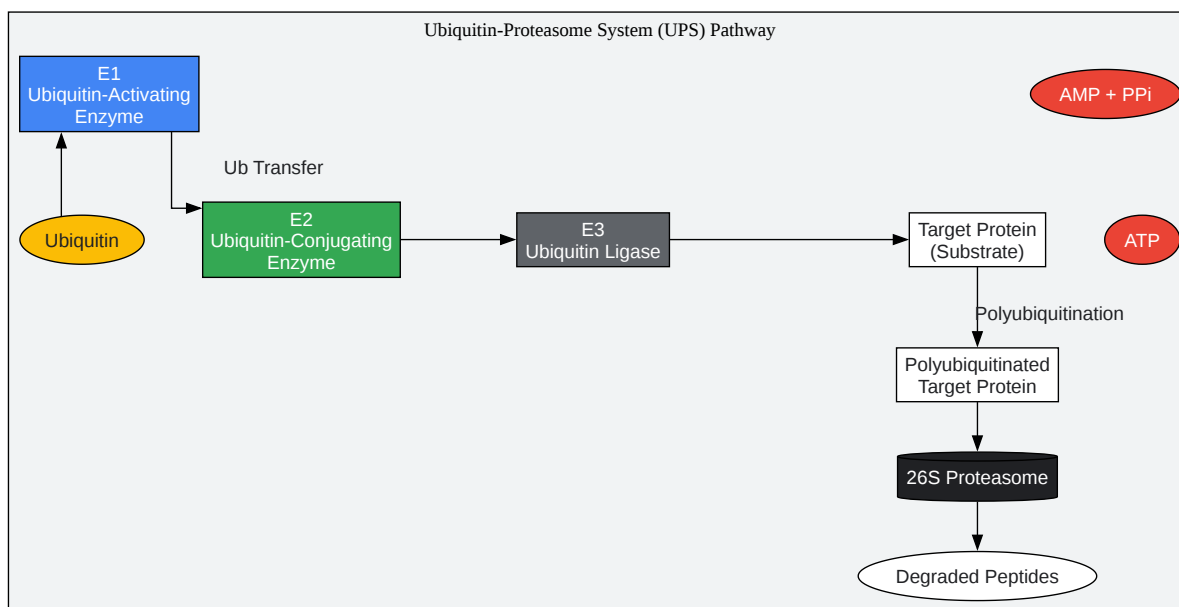 Ubiquitin-Proteasome System (UPS) Pathway
E1
Ubiquitin-Activating
Enzyme
AMP + PPi
Ub Transfer
Ubiquitin
E2
Ubiquitin-Conjugating
Enzyme
E3
Ubiquitin Ligase
Target Protein
(Substrate)
ATP
Polyubiquitination
Polyubiquitinated
Target Protein
26S Proteasome
Degraded Peptides